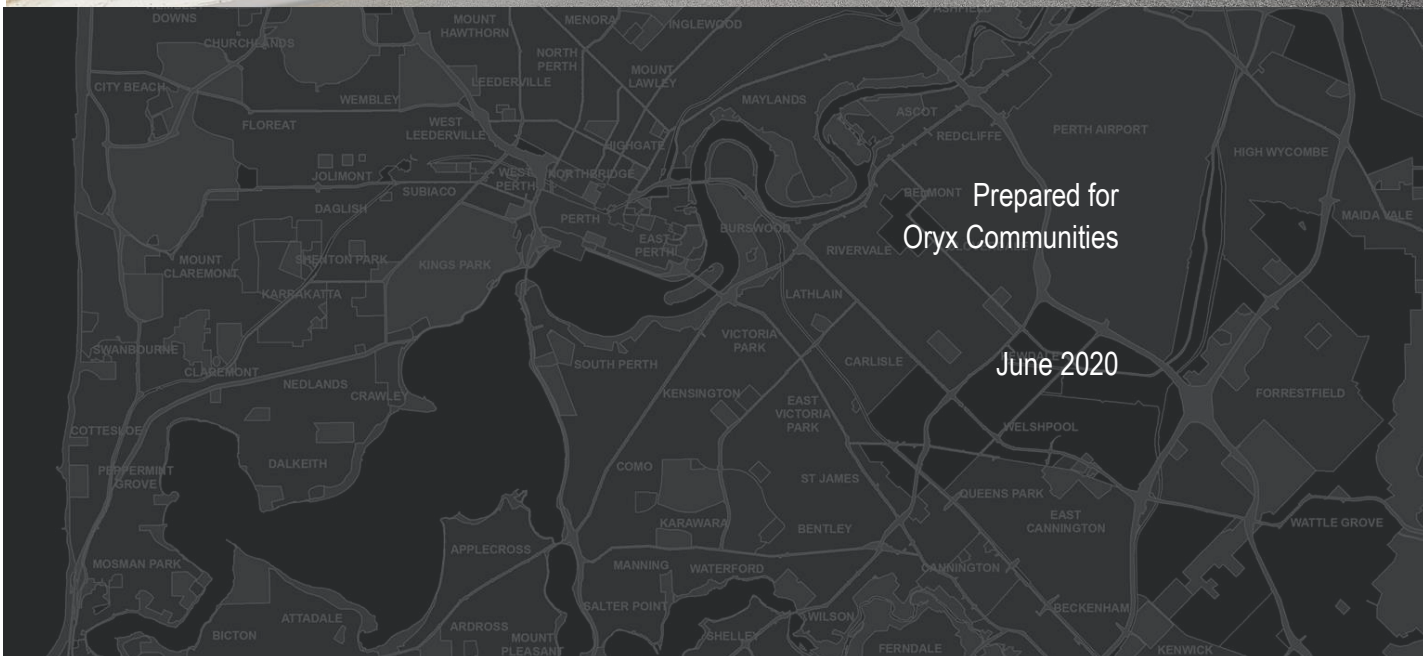 DOWNS
MOUNT
HAWTHORN
MENORA
INGLEWOOD
ASHFIELD
CHURCHLANDS
NORTH
PERTH
MOUNT
LAWLEY
LEEDERVILLE
CITY BEACH
WEMBLEY
MAYLANDS
ASCOT
FLOREAT
WEST
LEEDERVILLE
REDCLIFFE
PERTH AIRPORT
HIGHGATE
HIGH WYCOMBE
JOLIMONT
SUBIACO
WEST
PERTH
NORTHBRIDGE
BELMONT
Prepared for
Oryx Communities
DAGLISH
PERTH
EAST
PERTH
BURSWOOD
RIVERVALE
MAIDA VALE
MOUNT
CLAREMONT
SHENTON PARK
KINGS PARK
KARRAKATTA
LATHLAIN
SWANBOURNE
CLAREMONT
SOUTH PERTH
VICTORIA
PARK
CARLISLE
June 2020
NEDLANDS
CRAWLEY
KENSINGTON
EAST
VICTORIA
PARK
FORRESTFIELD
COTTESLOE
WELSHPOOL
PEPPERMINT
GROVE
DALKEITH
COMO
ST JAMES
QUEENS PARK
EAST
CANNINGTON
KARAWARA
BENTLEY
WATTLE GROVE
APPLECROSS
MOSMAN PARK
MANNING
WATERFORD
CANNINGTON
SALTER POINT
WILSON
BECKENHAM
ATTADALE
BICTON
ARDROSS
MOUNT
PLEASANT
SHELLEY
FERNDALE
KENWICK